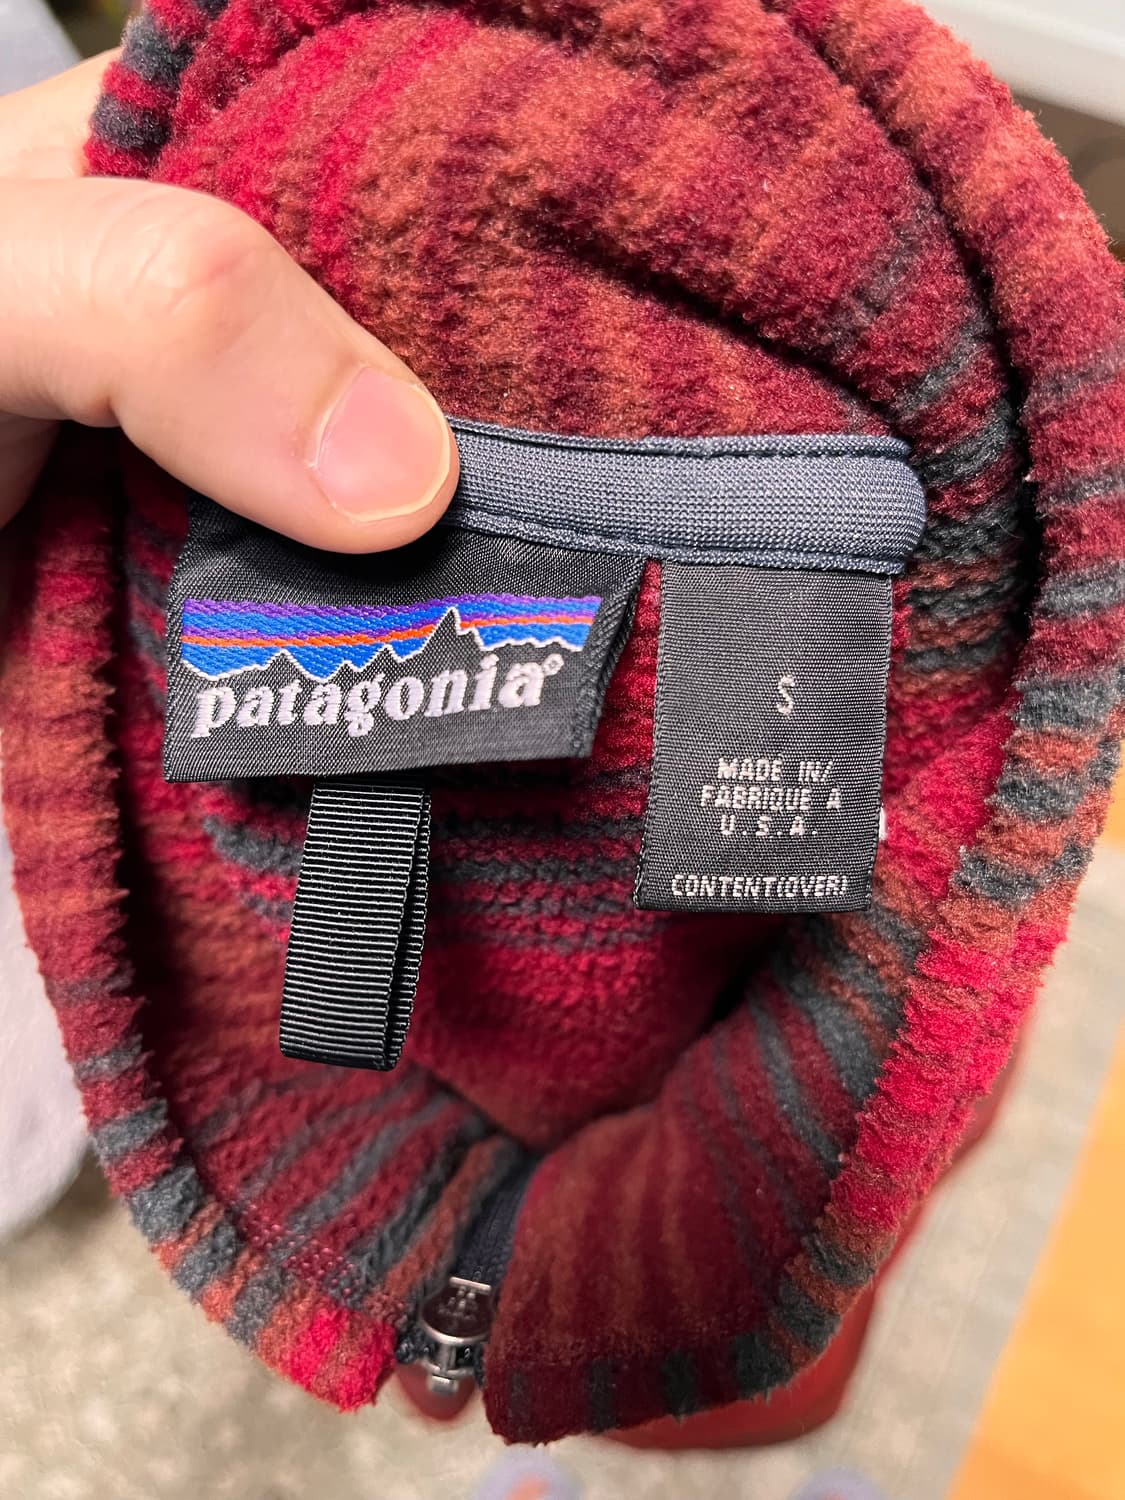 patagonia®
S
MADE IN/
FABRIQUE A
U.S.A.
CONTENT(OVER)